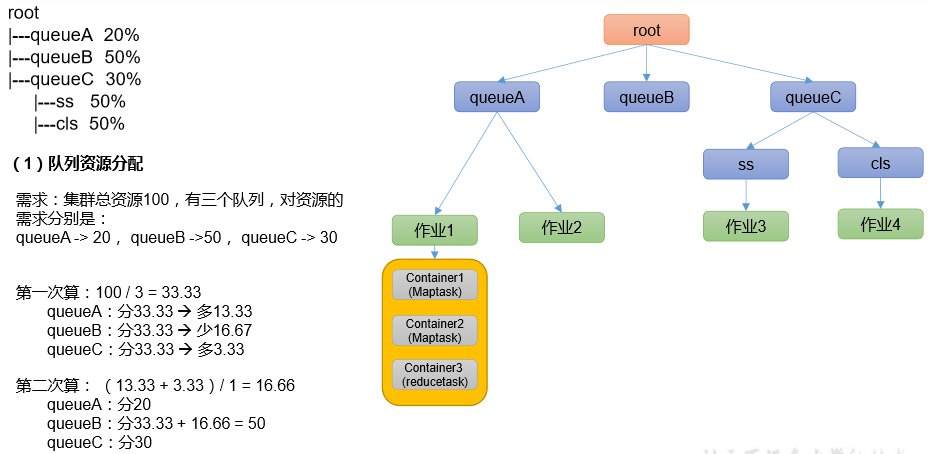 root
|---queueA 20%
|---queueB 50%
|---queueC 30%
|---ss 50%
|---cls 50%
（1）队列资源分配
需求：集群总资源100，有三个队列，对资源的
需求分别是：
queueA -> 20， queueB ->50， queueC -> 30
第一次算：100 / 3 = 33.33
queueA：分33.33 → 多13.33
queueB：分33.33 → 少16.67
queueC：分33.33 → 多3.33
第二次算： （13.33 + 3.33）/ 1 = 16.66
queueA：分20
queueB：分33.33 + 16.66 = 50
queueC：分30
root
queueA
queueB
queueC
ss
cls
作业1
作业2
作业3
作业4
Container1
(Maptask)
Container2
(Maptask)
Container3
(reducetask)